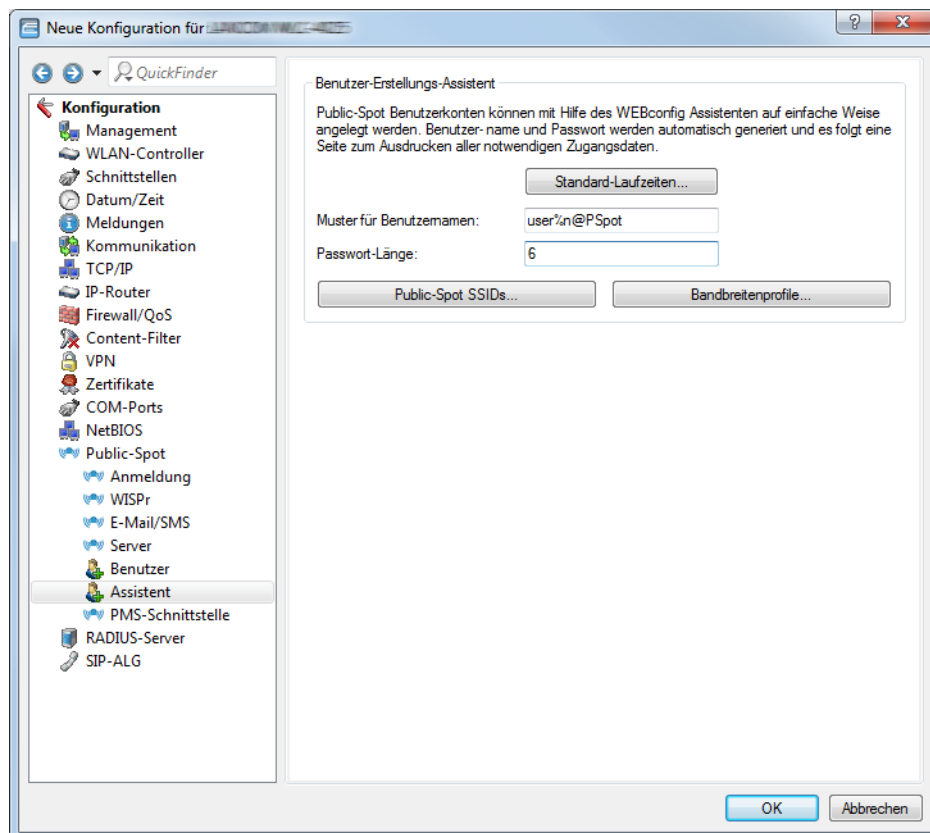 Neue Konfiguration für
QuickFinder
Konfiguration
Management
WLAN-Controller
Schnittstellen
Datum/Zeit
Meldungen
Kommunikation
TCP/IP
IP-Router
Firewall/QoS
Content-Filter
VPN
Zertifikate
COM-Ports
NetBIOS
Public-Spot
Anmeldung
WISPr
E-Mail/SMS
Server
Benutzer
Assistent
PMS-Schnittstelle
RADIUS-Server
SIP-ALG
Benutzer-Erstellungs-Assistent
Public-Spot Benutzerkonten können mit Hilfe des WEBconfig Assistenten auf einfache Weise
angelegt werden. Benutzer- name und Passwort werden automatisch generiert und es folgt eine
Seite zum Ausdrucken aller notwendigen Zugangsdaten.
Standard-Laufzeiten...
Muster für Benutzernamen: user%n@PSpot
Passwort-Länge: 6
Public-Spot SSIDs... Bandbreitenprofile...
OK Abbrechen